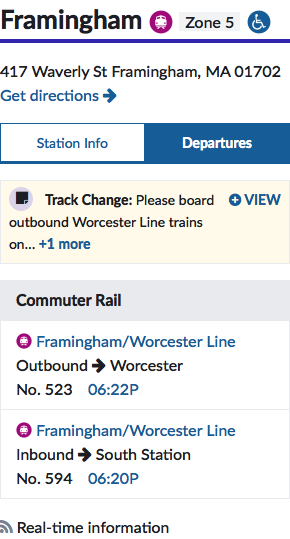 Framingham Zone 5
417 Waverly St Framingham, MA 01702
Get directions
Station Info Departures
Track Change: Please board VIEW
outbound Worcester Line trains
on... +1 more
Commuter Rail
Framingham/Worcester Line
Outbound → Worcester
No. 523 06:22P
Framingham/Worcester Line
Inbound → South Station
No. 594 06:20P
Real-time information